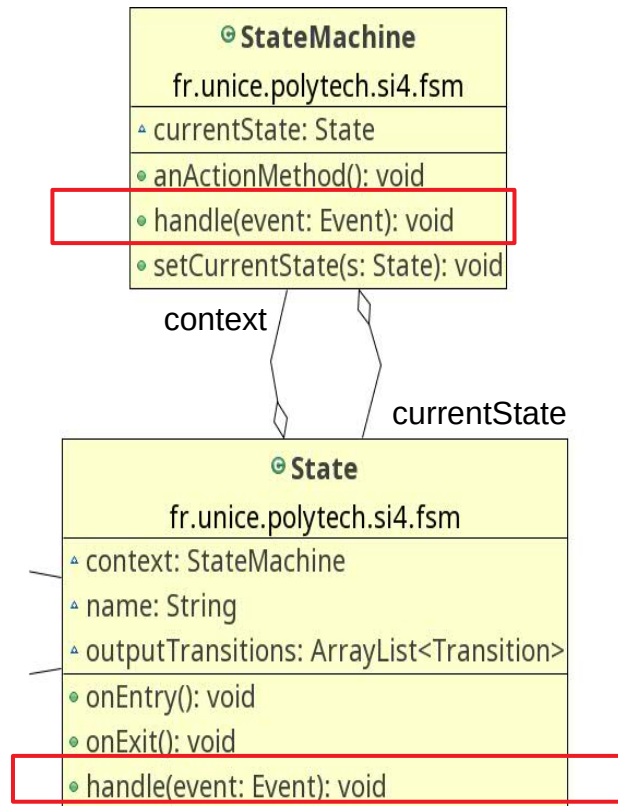 StateMachine
fr.unice.polytech.si4.fsm
currentState: State
anActionMethod(): void
handle(event: Event): void
setCurrentState(s: State): void
context
currentState
State
fr.unice.polytech.si4.fsm
context: StateMachine
name: String
outputTransitions: ArrayList<Transition>
onEntry(): void
onExit(): void
handle(event: Event): void